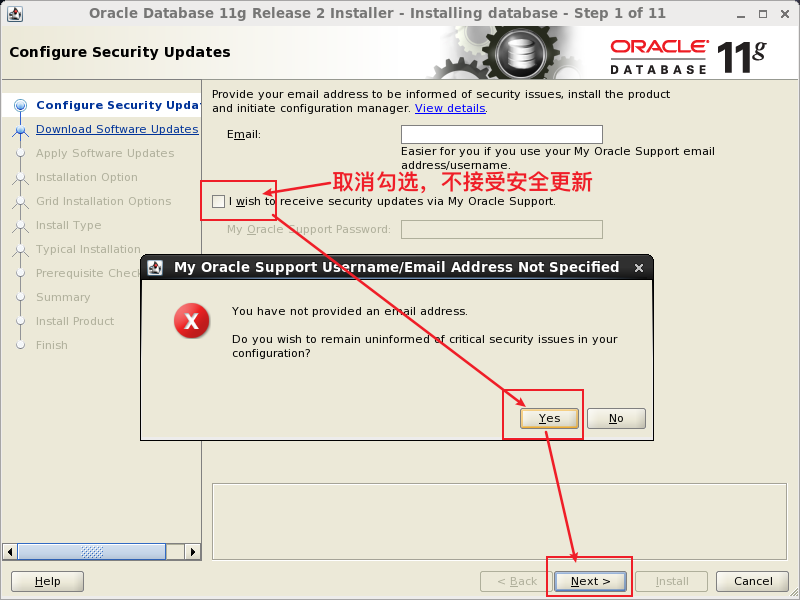 Oracle Database 11g Release 2 Installer - Installing database - Step 1 of 11
Configure Security Updates
ORACLE®
DATABASE
11g
Configure Security Updat
Download Software Updates
Apply Software Updates
Installation Option
Grid Installation Options
Install Type
Typical Installation
Prerequisite Check
Summary
Install Product
Finish
Provide your email address to be informed of security issues, install the product
and initiate configuration manager. View details.
Email:
Easier for you if you use your My Oracle Support email
address/username.
取消勾选，不接受安全更新
I wish to receive security updates via My Oracle Support.
My Oracle Support Password:
My Oracle Support Username/Email Address Not Specified
You have not provided an email address.
Do you wish to remain uninformed of critical security issues in your
configuration?
Yes
No
Help
< Back
Next >
Install
Cancel